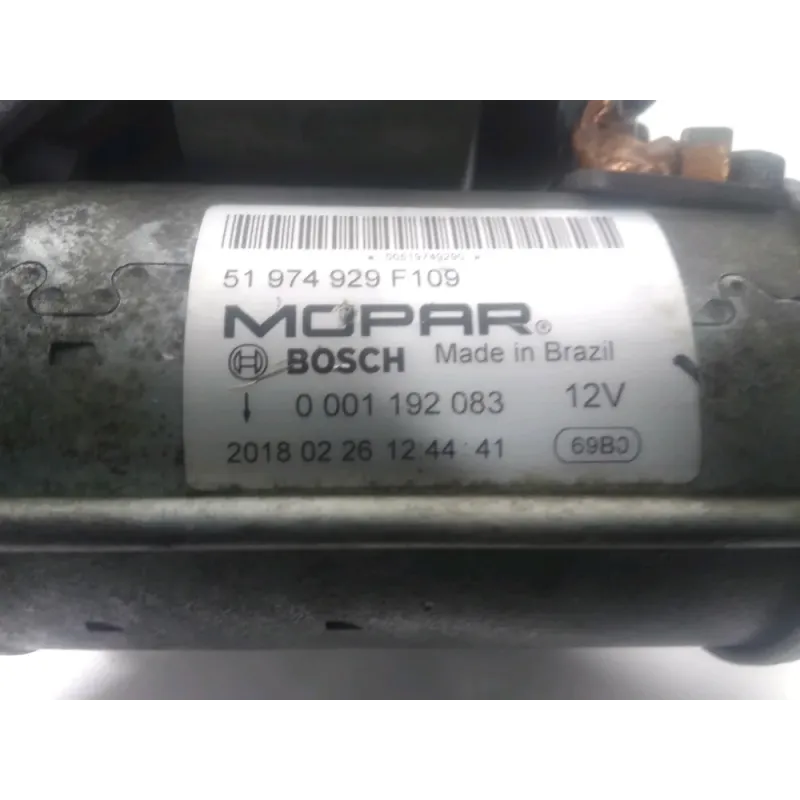 51 974 929 F109
MOPAR®
BOSCH Made in Brazil
0 001 192 083 12V
2018 02 26 12 44 41 69B0